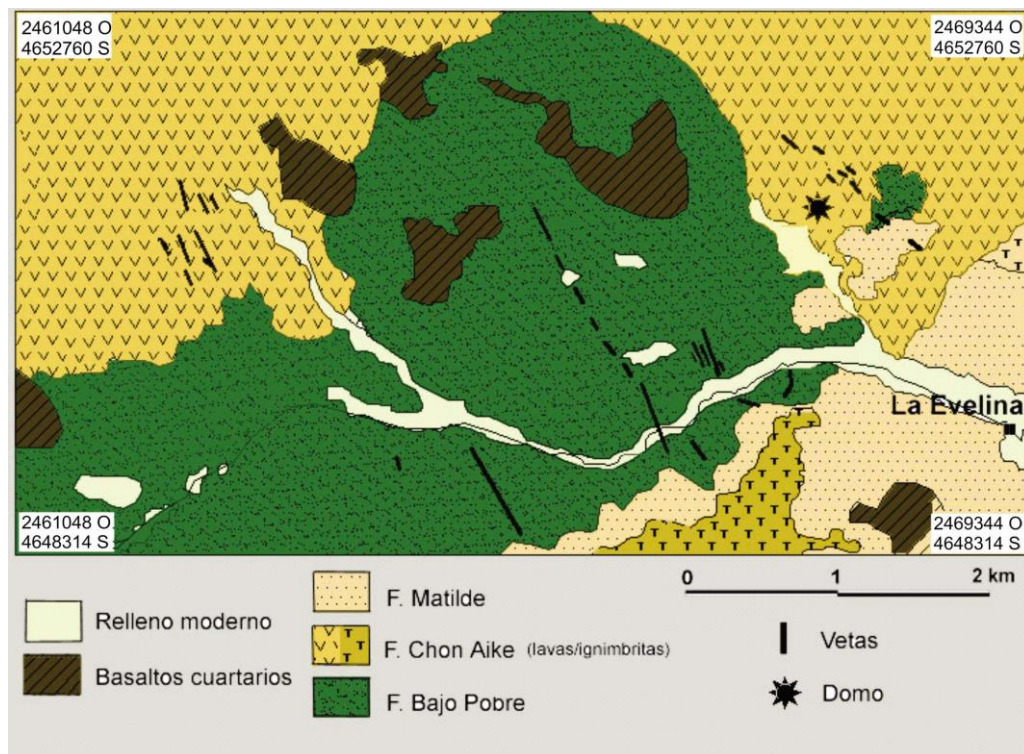 2461048 O
4652760 S
2469344 O
4652760 S
La Evelina
2461048 O
4648314 S
2469344 O
4648314 S
Relleno moderno
Basaltos cuartarios
F. Matilde
F. Chon Aike (lavas/ignimbritas)
F. Bajo Pobre
0 1 2 km
Vetas
Domo